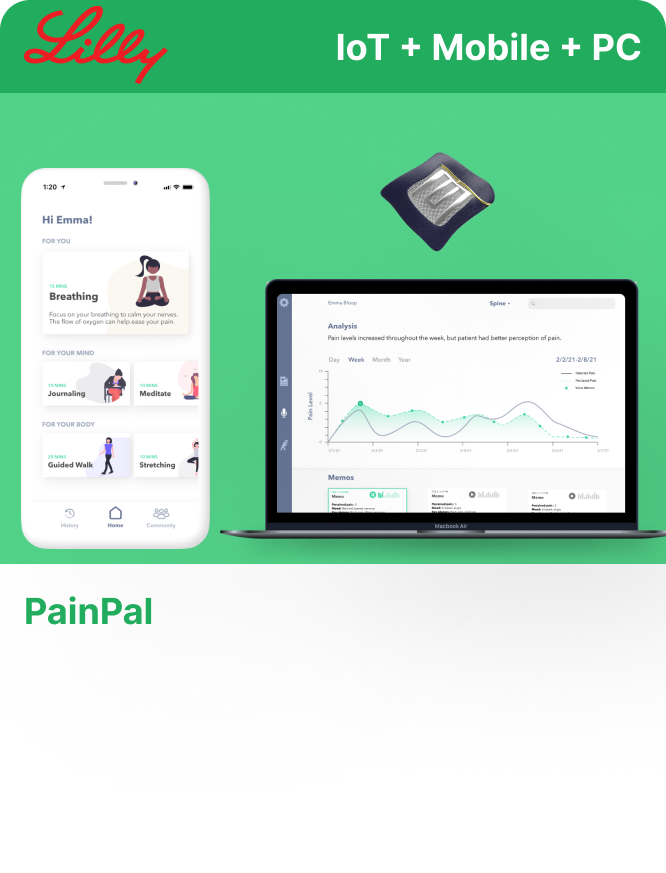 Lilly
IoT + Mobile + PC
1:20
Hi Emma!
FOR YOU
15 MINS
Breathing
Focus on your breathing to calm your nerves.
The flow of oxygen can help ease your pain.
FOR YOUR MIND
15 MINS
Journaling
10 MINS
Meditate
FOR YOUR BODY
20 MINS
Guided Walk
10 MINS
Stretching
History
Home
Community
Emma Bloop
Spine
Analysis
Pain levels increased throughout the week, but patient had better perception of pain.
Day
Week
Month
Year
2/2/21-2/8/21
Pain Level
Detected Pain
Perceived Pain
Voice Memos
Memos
Memo
Memo
Memo
Macbook Air
PainPal